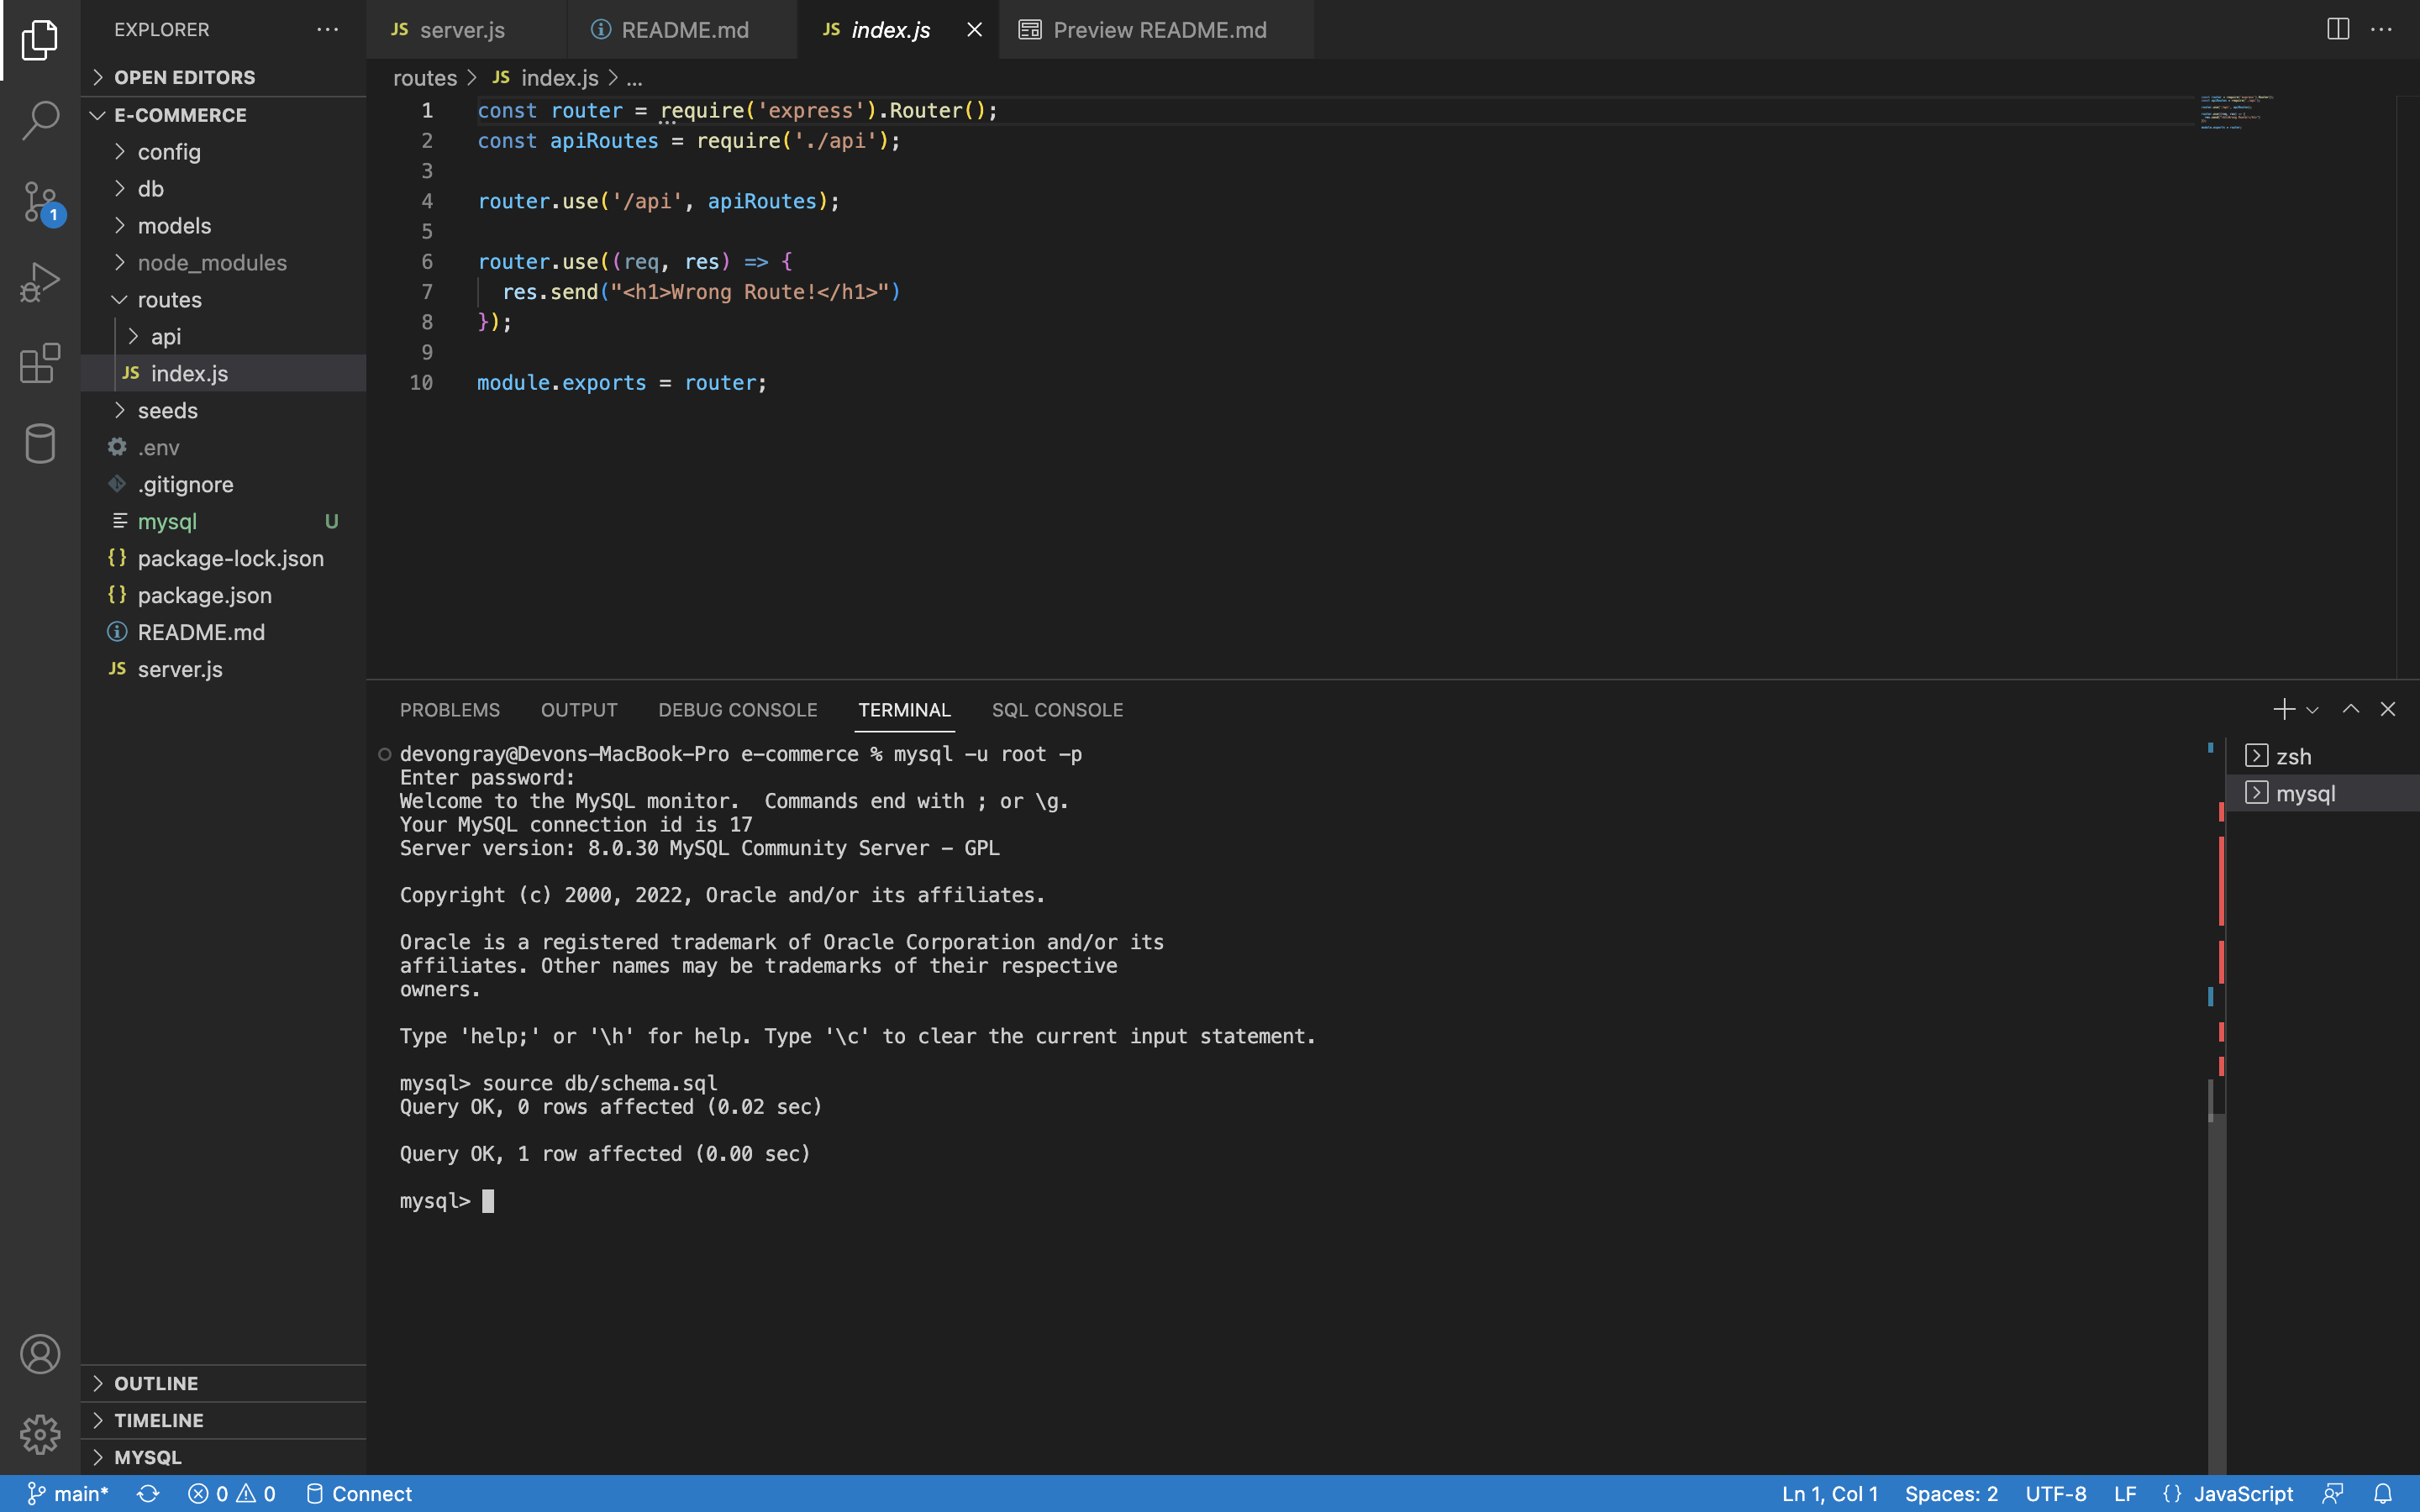 EXPLORER
OPEN EDITORS
E-COMMERCE
config
db
models
node_modules
routes
api
JS index.js
seeds
.env
.gitignore
mysql U
{} package-lock.json
{} package.json
README.md
JS server.js
OUTLINE
TIMELINE
MYSQL
1
JS server.js
README.md
JS index.js
Preview README.md
routes > JS index.js > ...
1 const router = require('express').Router();
2 const apiRoutes = require('./api');
3
4 router.use('/api', apiRoutes);
5
6 router.use((req, res) => {
7 res.send("<h1>Wrong Route!</h1>")
8 });
9
10 module.exports = router;
PROBLEMS OUTPUT DEBUG CONSOLE TERMINAL SQL CONSOLE
devongray@Devons-MacBook-Pro e-commerce % mysql -u root -p
Enter password:
Welcome to the MySQL monitor.  Commands end with ; or \g.
Your MySQL connection id is 17
Server version: 8.0.30 MySQL Community Server - GPL
Copyright (c) 2000, 2022, Oracle and/or its affiliates.
Oracle is a registered trademark of Oracle Corporation and/or its
affiliates. Other names may be trademarks of their respective
owners.
Type 'help;' or '\h' for help. Type '\c' to clear the current input statement.
mysql> source db/schema.sql
Query OK, 0 rows affected (0.02 sec)
Query OK, 1 row affected (0.00 sec)
mysql>
zsh
mysql
main* 0 0 Connect Ln 1, Col 1 Spaces: 2 UTF-8 LF {} JavaScript